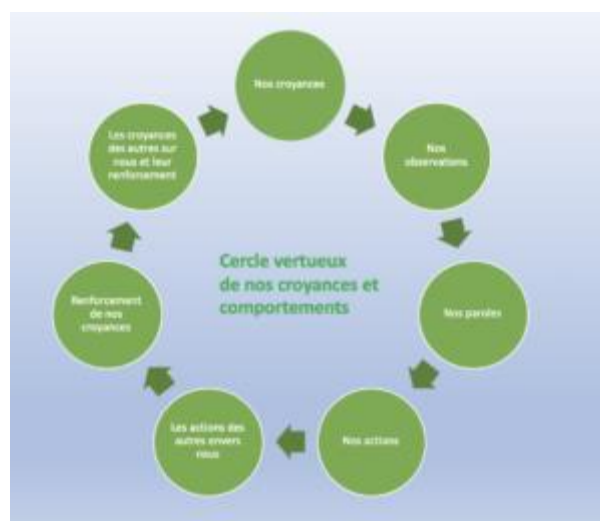 Nos croyances
Nos
observations
Nos paroles
Nos actions
Les actions des
autres envers
nous
Renforcement
de nos
croyances
Les croyances
des autres sur
nous et leur
renforcement
Cercle vertueux
de nos croyances et
comportements